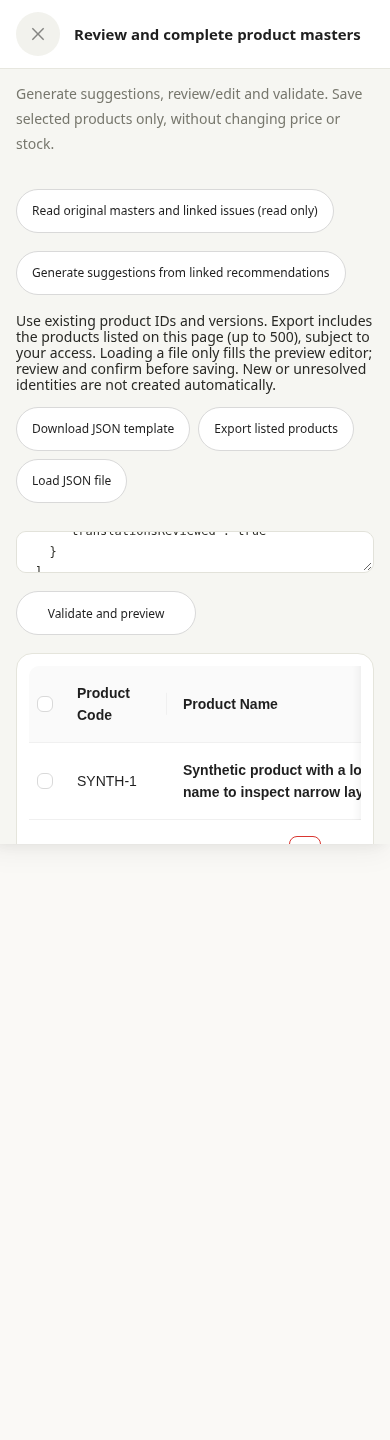 Review and complete product masters
Generate suggestions, review/edit and validate. Save
selected products only, without changing price or
stock.
Read original masters and linked issues (read only)
Generate suggestions from linked recommendations
Use existing product IDs and versions. Export includes
the products listed on this page (up to 500), subject to
your access. Loading a file only fills the preview editor;
review and confirm before saving. New or unresolved
identities are not created automatically.
Download JSON template
Export listed products
Load JSON file
}
]
Validate and preview
Product
Code
Product Name
SYNTH-1
Synthetic product with a lo
name to inspect narrow lay